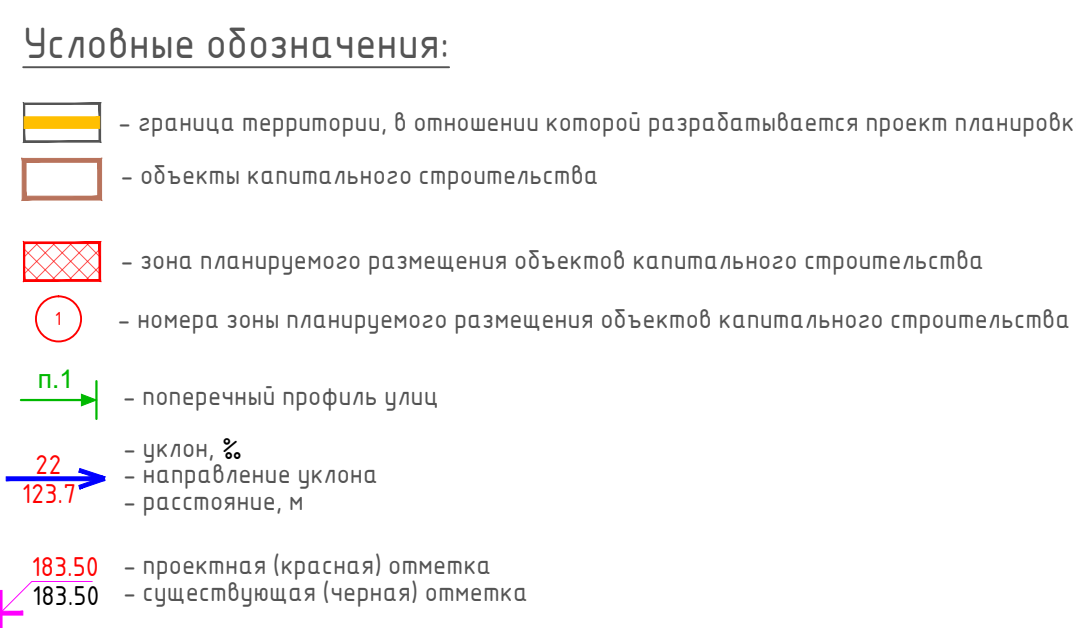 Условные обозначения:
– граница территории, в отношении которой разрабатывается проект планировк
– объекты капитального строительства
– зона планируемого размещения объектов капитального строительства
1 – номера зоны планируемого размещения объектов капитального строительства
п.1 – поперечный профиль улиц
– уклон, ‰
22 – направление уклона
123.7 – расстояние, м
183.50 – проектная (красная) отметка
183.50 – существующая (черная) отметка